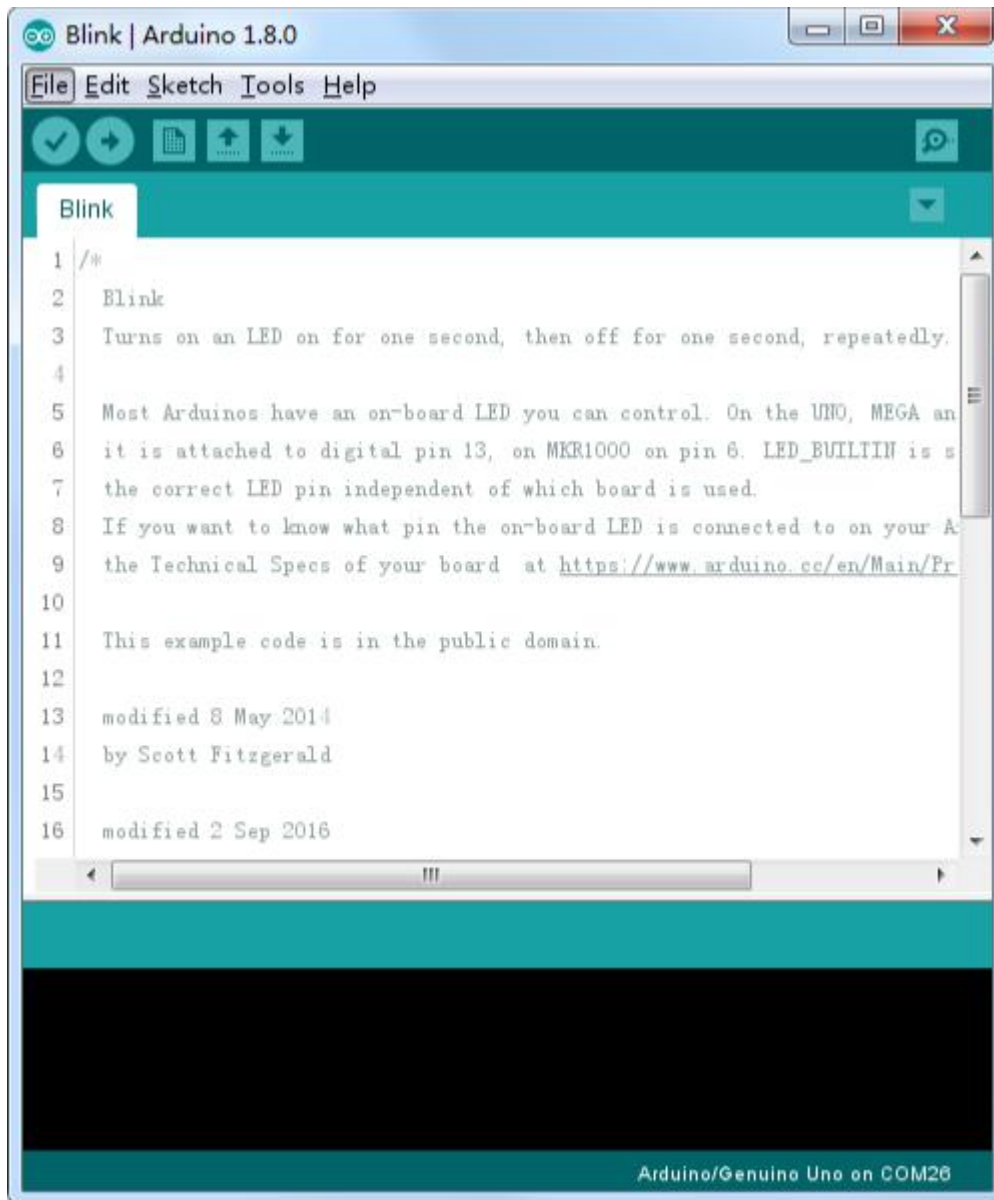 Blink | Arduino 1.8.0
File Edit Sketch Tools Help
Blink
1 /*
2 Blink
3 Turns on an LED on for one second, then off for one second, repeatedly.
4
5 Most Arduinos have an on-board LED you can control. On the UNO, MEGA an
6 it is attached to digital pin 13, on MKR1000 on pin 6. LED_BUILTIN is s
7 the correct LED pin independent of which board is used.
8 If you want to know what pin the on-board LED is connected to on your A
9 the Technical Specs of your board at https://www.arduino.cc/en/Main/Pr
10
11 This example code is in the public domain.
12
13 modified 8 May 2014
14 by Scott Fitzgerald
15
16 modified 2 Sep 2016
Arduino/Genuino Uno on COM26